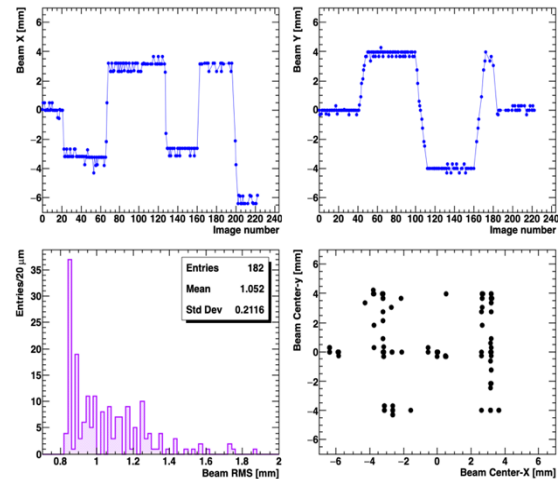 Beam X [mm]
6
4
2
0
−2
−4
−6
0 20 40 60 80 100 120 140 160 180 200 220 240
Image number
Beam Y [mm]
6
4
2
0
−2
−4
−6
0 20 40 60 80 100 120 140 160 180 200 220 240
Image number
Entries/20 μm
35
30
25
20
15
10
5
0
Entries 182
Mean 1.052
Std Dev 0.2116
0.8 1 1.2 1.4 1.6 1.8 2
Beam RMS [mm]
Beam Center-y [mm]
6
4
2
0
−2
−4
−6
−6 −4 −2 0 2 4 6
Beam Center-X [mm]